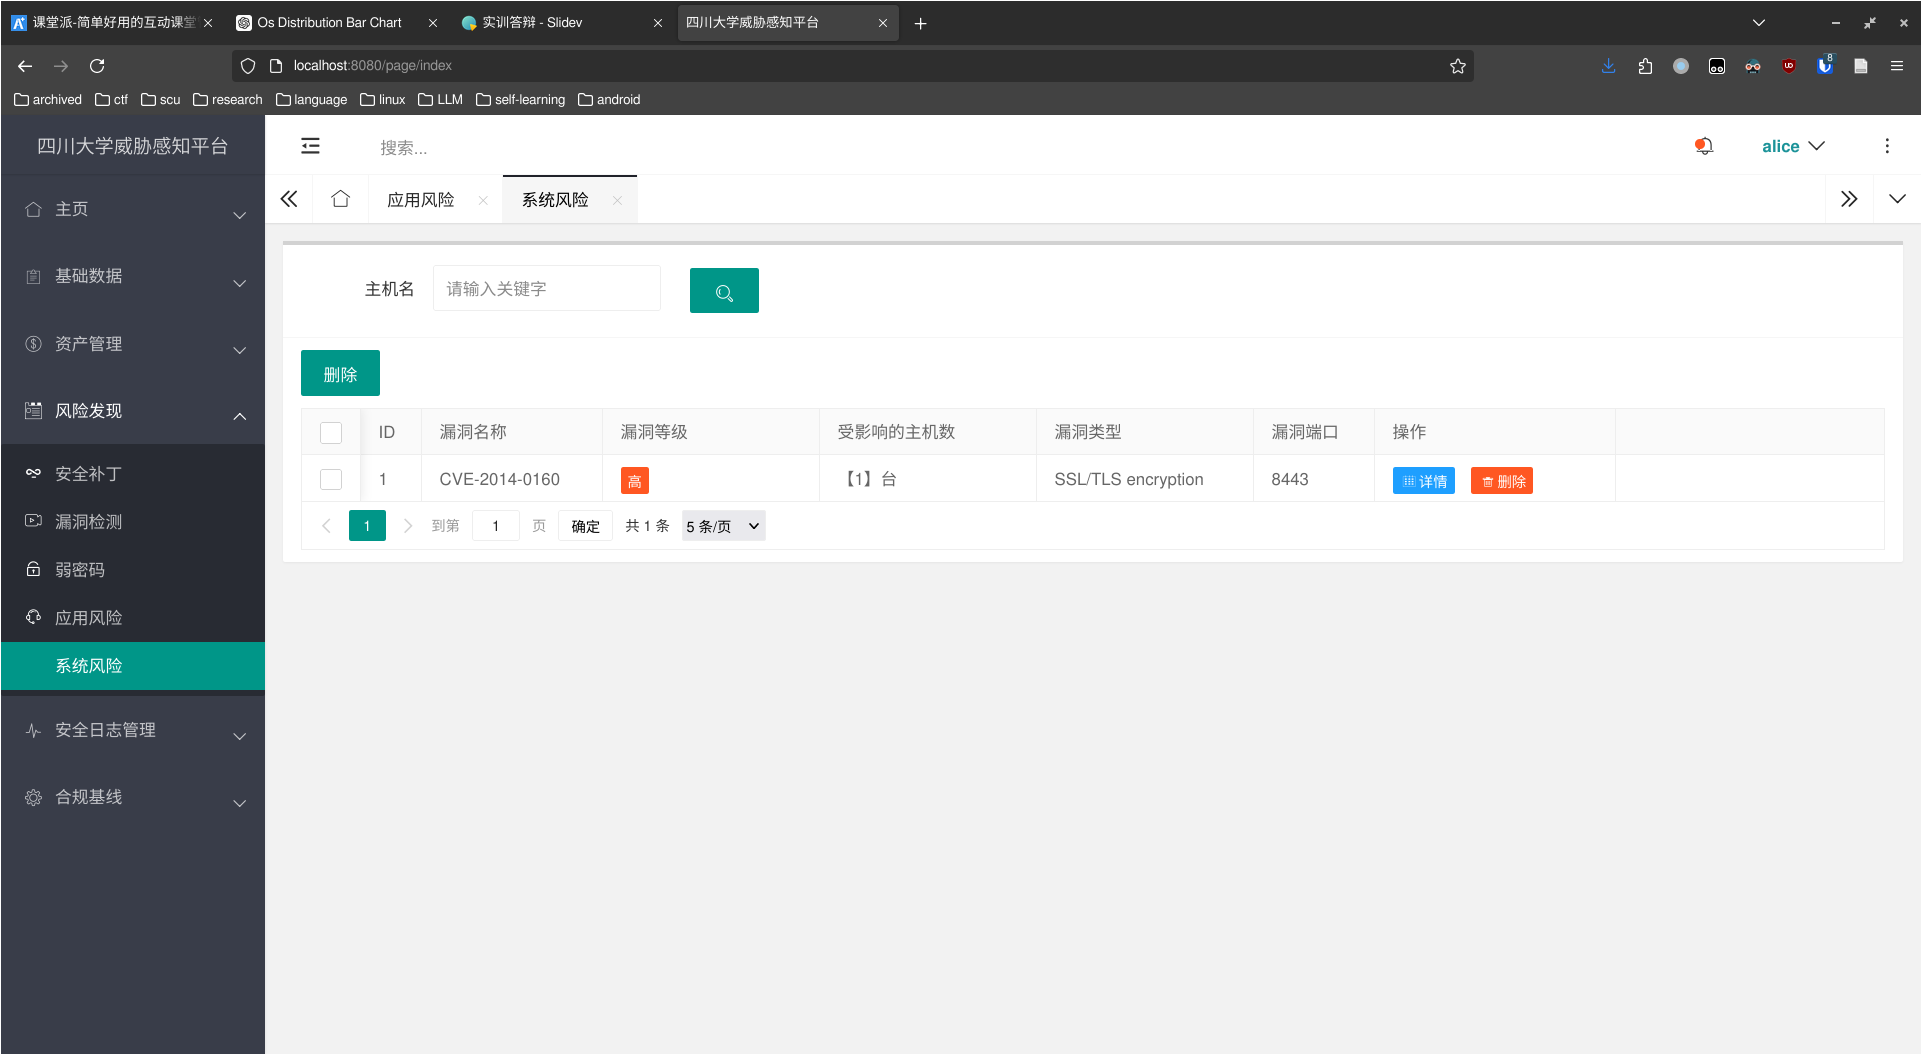 课堂派-简单好用的互动课堂
Os Distribution Bar Chart
实训答辩 - Slidev
四川大学威胁感知平台
localhost:8080/page/index
8
archived
ctf
scu
research
language
linux
LLM
self-learning
android
四川大学威胁感知平台
搜索...
alice
主页
基础数据
资产管理
风险发现
安全补丁
漏洞检测
弱密码
应用风险
系统风险
安全日志管理
合规基线
应用风险
系统风险
主机名
请输入关键字
删除
ID 漏洞名称 漏洞等级 受影响的主机数 漏洞类型 漏洞端口 操作
1 CVE-2014-0160 高 【1】台 SSL/TLS encryption 8443 详情 删除
1 到第 1 页 确定 共 1 条 5 条/页